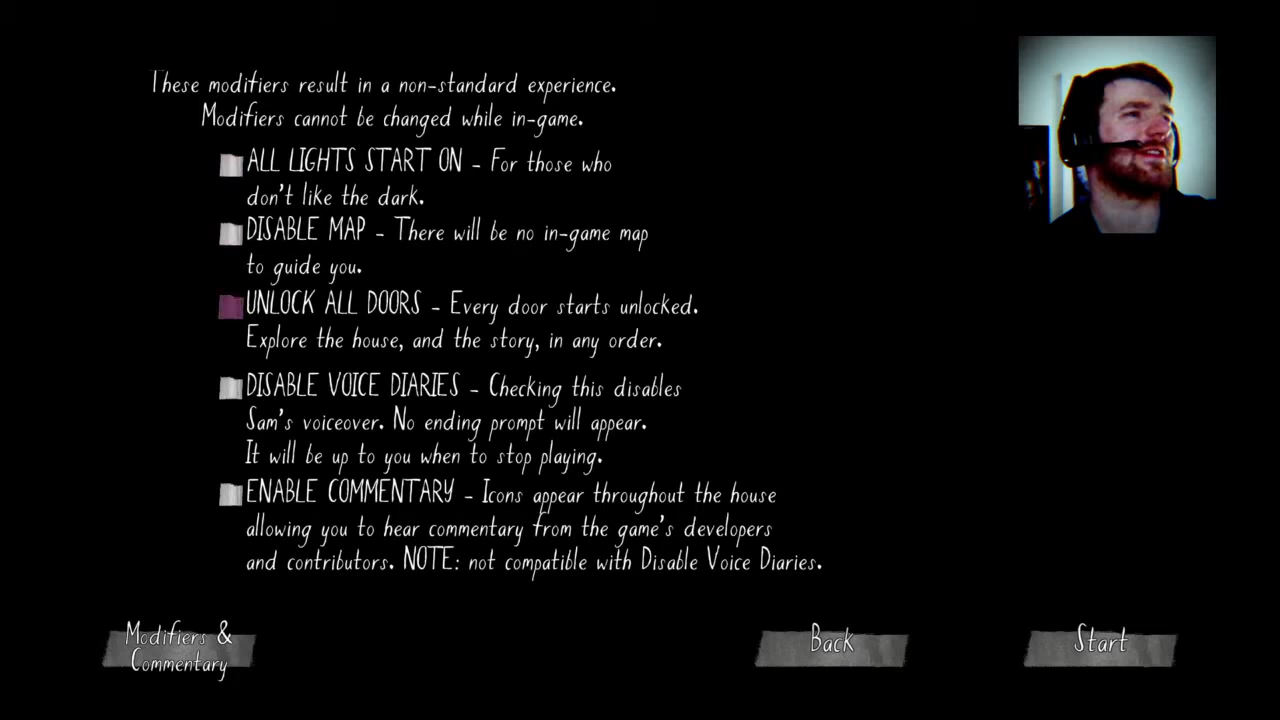 These modifiers result in a non-standard experience.
Modifiers cannot be changed while in-game.
ALL LIGHTS START ON - For those who
don't like the dark.
DISABLE MAP - There will be no in-game map
to guide you.
UNLOCK ALL DOORS - Every door starts unlocked.
Explore the house, and the story, in any order.
DISABLE VOICE DIARIES - Checking this disables
Sam's voiceover. No ending prompt will appear.
It will be up to you when to stop playing.
ENABLE COMMENTARY - Icons appear throughout the house
allowing you to hear commentary from the game's developers
and contributors. NOTE: not compatible with Disable Voice Diaries.
Modifiers &
Commentary
Back
Start